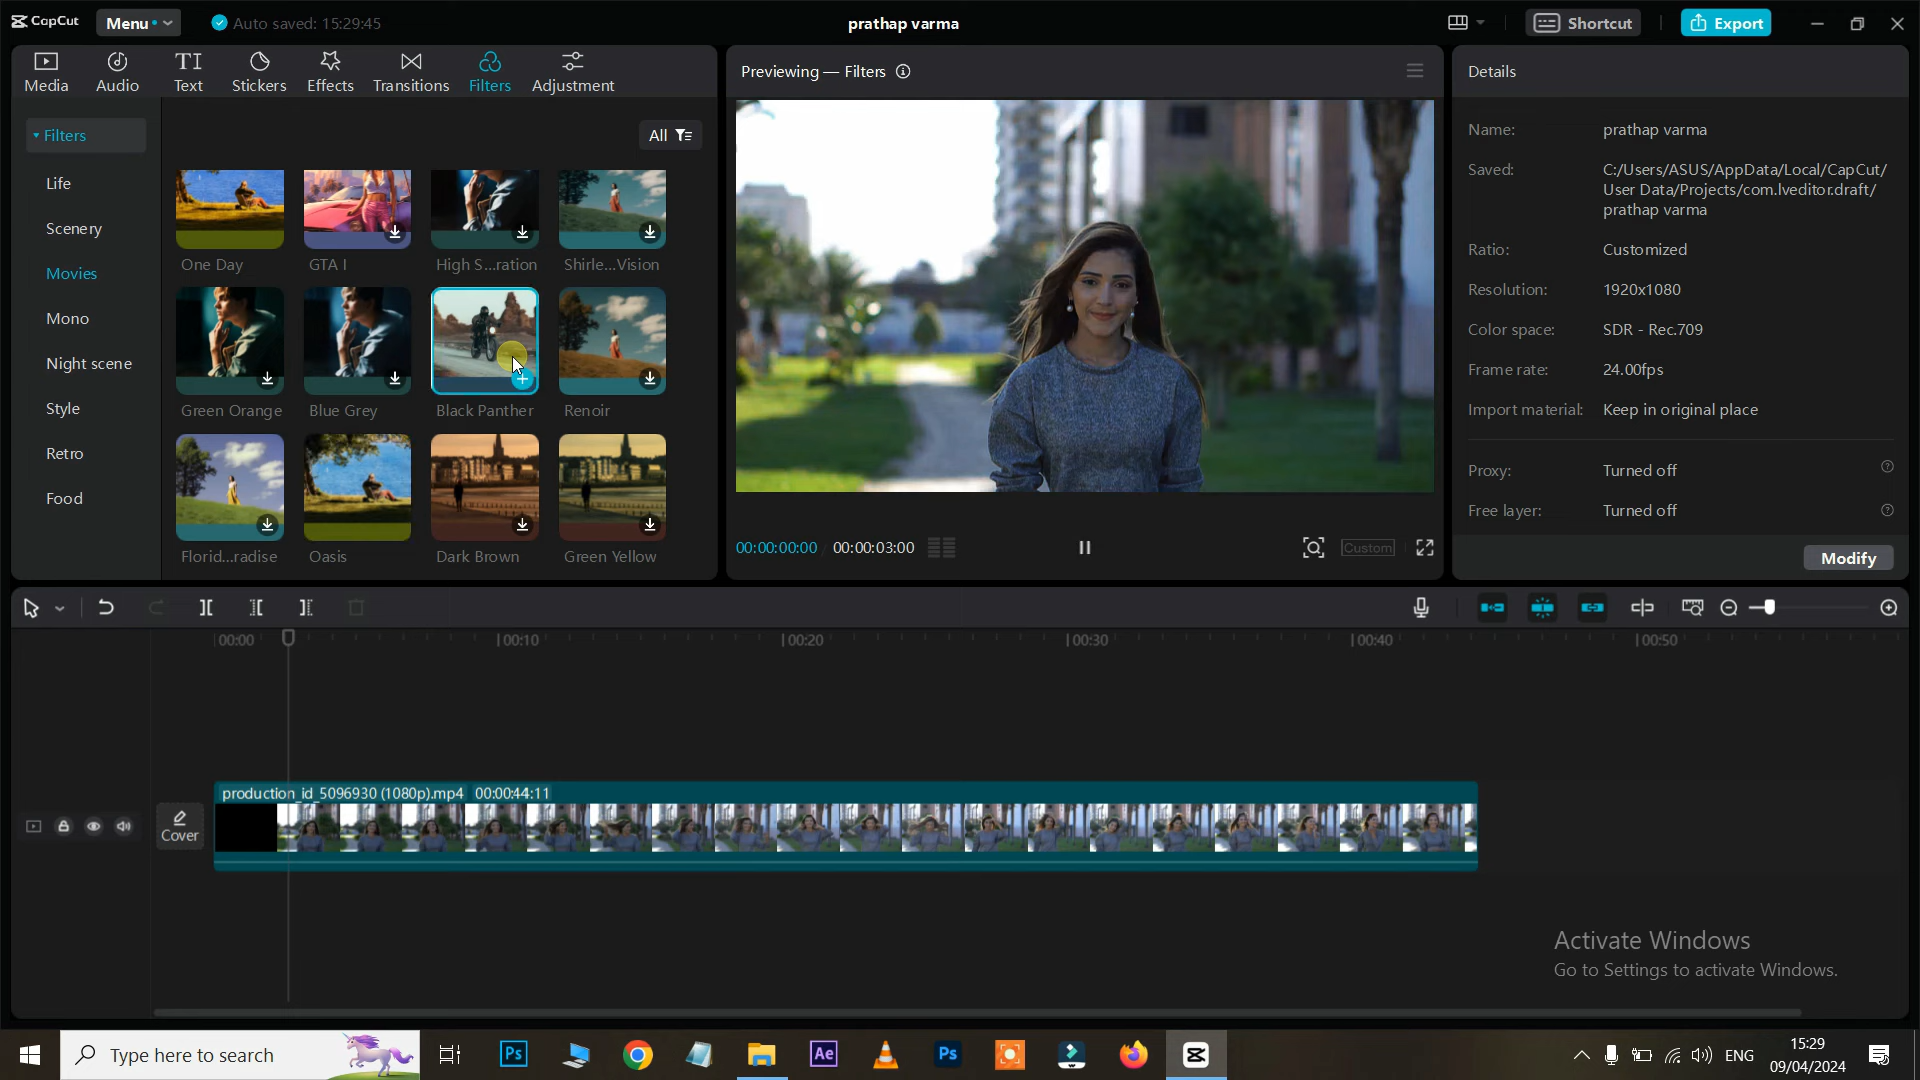 CapCut
Menu
Auto saved: 15:29:45
prathap varma
Shortcut
Export
Media
Audio
Text
Stickers
Effects
Transitions
Filters
Adjustment
Filters
Life
Scenery
Movies
Mono
Night scene
Style
Retro
Food
All
One Day
GTA I
High S...ration
Shirle...Vision
Green Orange
Blue Grey
Black Panther
Renoir
Florid...radise
Oasis
Dark Brown
Green Yellow
Previewing — Filters
00:00:00:00
00:00:03:00
Custom
Details
Name: prathap varma
Saved: C:/Users/ASUS/AppData/Local/CapCut/
User Data/Projects/com.lveditor.draft/
prathap varma
Ratio: Customized
Resolution: 1920x1080
Color space: SDR - Rec.709
Frame rate: 24.00fps
Import material: Keep in original place
Proxy: Turned off
Free layer: Turned off
Modify
00:00
00:10
00:20
00:30
00:40
00:50
production_id_5096930 (1080p).mp4 00:00:44:11
Cover
Activate Windows
Go to Settings to activate Windows.
Type here to search
Ps
Ae
Ps
ENG
15:29
09/04/2024